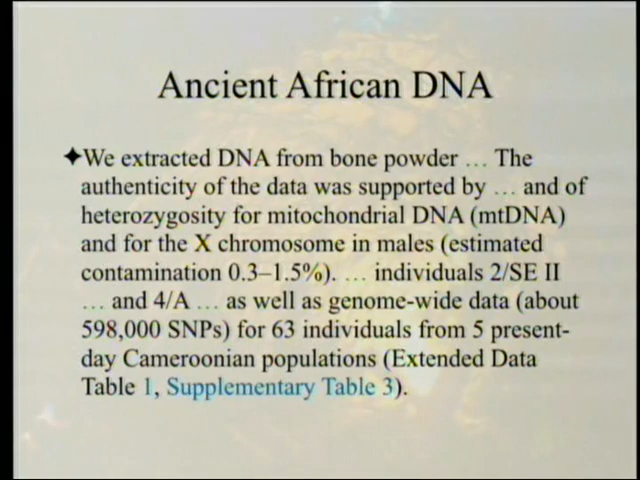 Ancient African DNA
✦We extracted DNA from bone powder … The
authenticity of the data was supported by … and of
heterozygosity for mitochondrial DNA (mtDNA)
and for the X chromosome in males (estimated
contamination 0.3–1.5%). … individuals 2/SE II
… and 4/A … as well as genome-wide data (about
598,000 SNPs) for 63 individuals from 5 present-
day Cameroonian populations (Extended Data
Table 1, Supplementary Table 3).